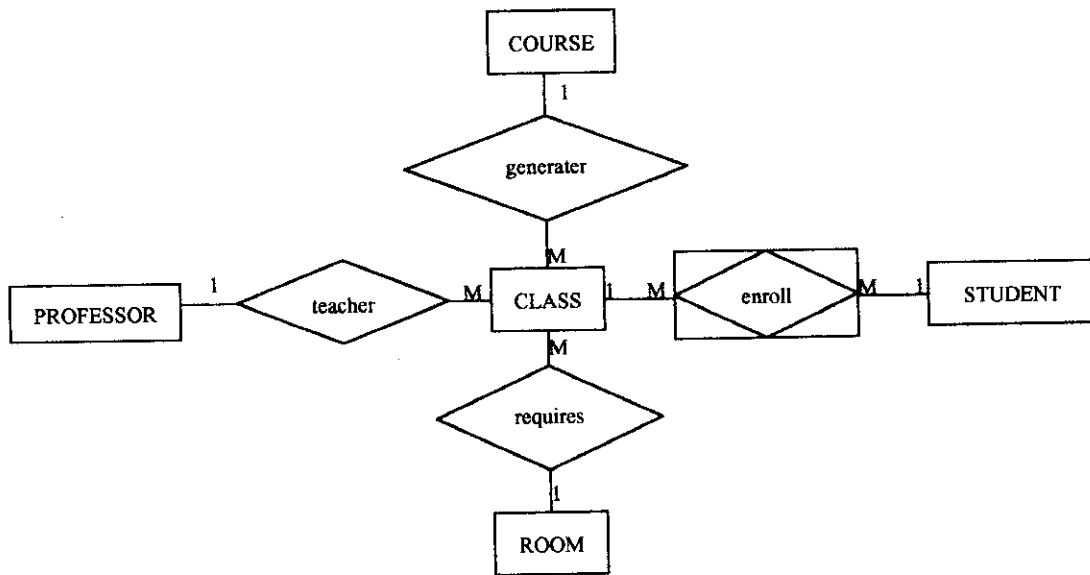 COURSE
1
generater
M
PROFESSOR 1 teacher M CLASS 1 M enroll M 1 STUDENT
M
requires
1
ROOM